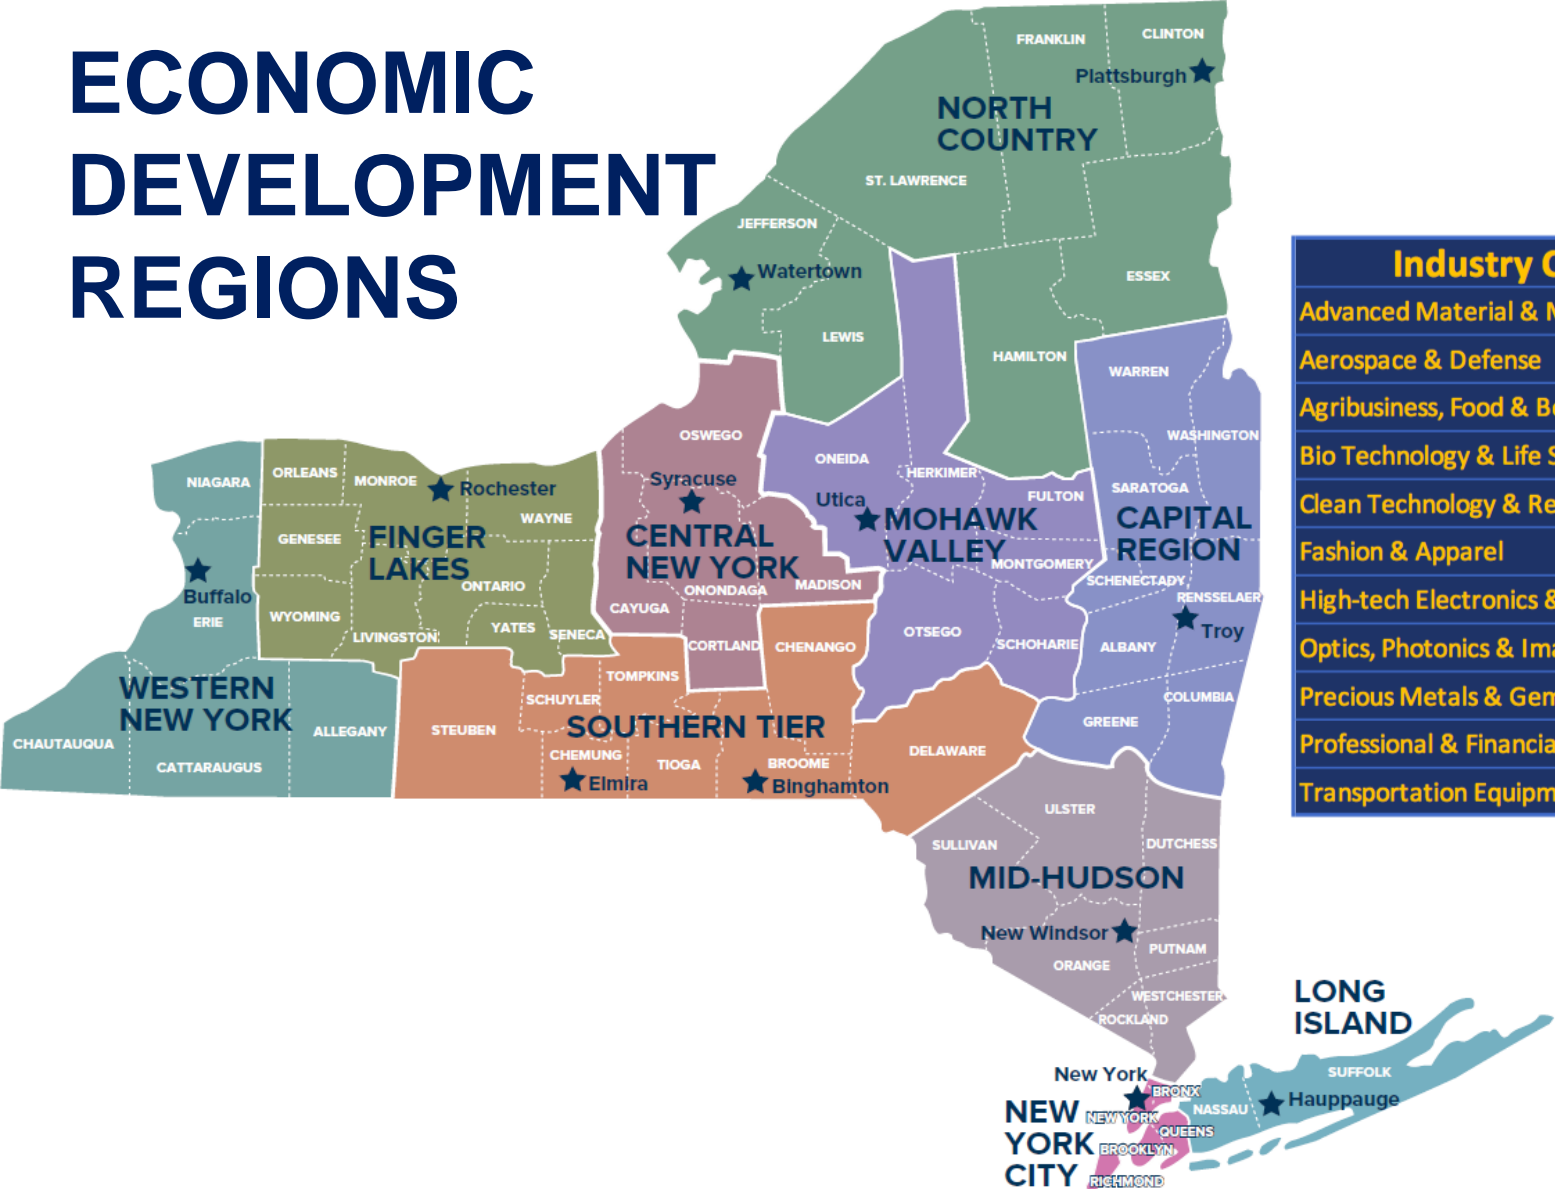 ECONOMIC
DEVELOPMENT
REGIONS
FRANKLIN
CLINTON
Plattsburgh
NORTH
COUNTRY
ST. LAWRENCE
JEFFERSON
Watertown
ESSEX
LEWIS
HAMILTON
WARREN
WASHINGTON
OSWEGO
ONEIDA
HERKIMER
FULTON
SARATOGA
Syracuse
Utica
MOHAWK
VALLEY
CAPITAL
REGION
NIAGARA
ORLEANS
MONROE
Rochester
WAYNE
GENESEE
FINGER
LAKES
CENTRAL
NEW YORK
MONTGOMERY
SCHENECTADY
RENSSELAER
Buffalo
ERIE
WYOMING
LIVINGSTON
ONTARIO
YATES
SENECA
CAYUGA
ONONDAGA
MADISON
CORTLAND
CHENANGO
OTSEGO
SCHOHARIE
ALBANY
Troy
WESTERN
NEW YORK
CHAUTAUQUA
CATTARAUGUS
ALLEGANY
STEUBEN
SCHUYLER
TOMPKINS
SOUTHERN TIER
CHEMUNG
Elmira
TIOGA
BROOME
Binghamton
DELAWARE
GREENE
COLUMBIA
ULSTER
SULLIVAN
DUTCHESS
MID-HUDSON
New Windsor
ORANGE
PUTNAM
WESTCHESTER
ROCKLAND
New York
NEW
YORK
CITY
BRONX
NEW YORK
QUEENS
BROOKLYN
RICHMOND
LONG
ISLAND
NASSAU
SUFFOLK
Hauppauge
Industry
Advanced Material &
Aerospace & Defense
Agribusiness, Food &
Bio Technology & Life
Clean Technology &
Fashion & Apparel
High-tech Electronics &
Optics, Photonics &
Precious Metals &
Professional &
Transportation